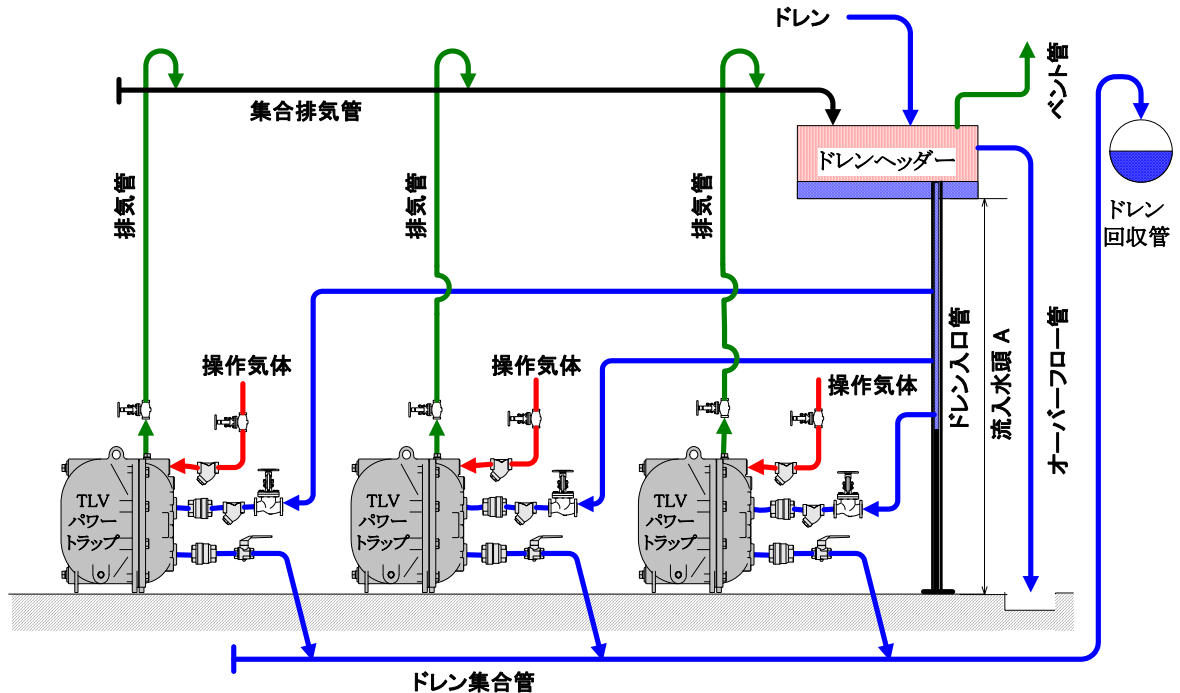 ドレン
ベント管
集合排気管
ドレンヘッダー
排気管
排気管
排気管
ドレン
回収管
操作気体
操作気体
操作気体
ドレン入口管
流入水頭 A
オーバーフロー管
TLV
パワー
トラップ
TLV
パワー
トラップ
TLV
パワー
トラップ
ドレン集合管